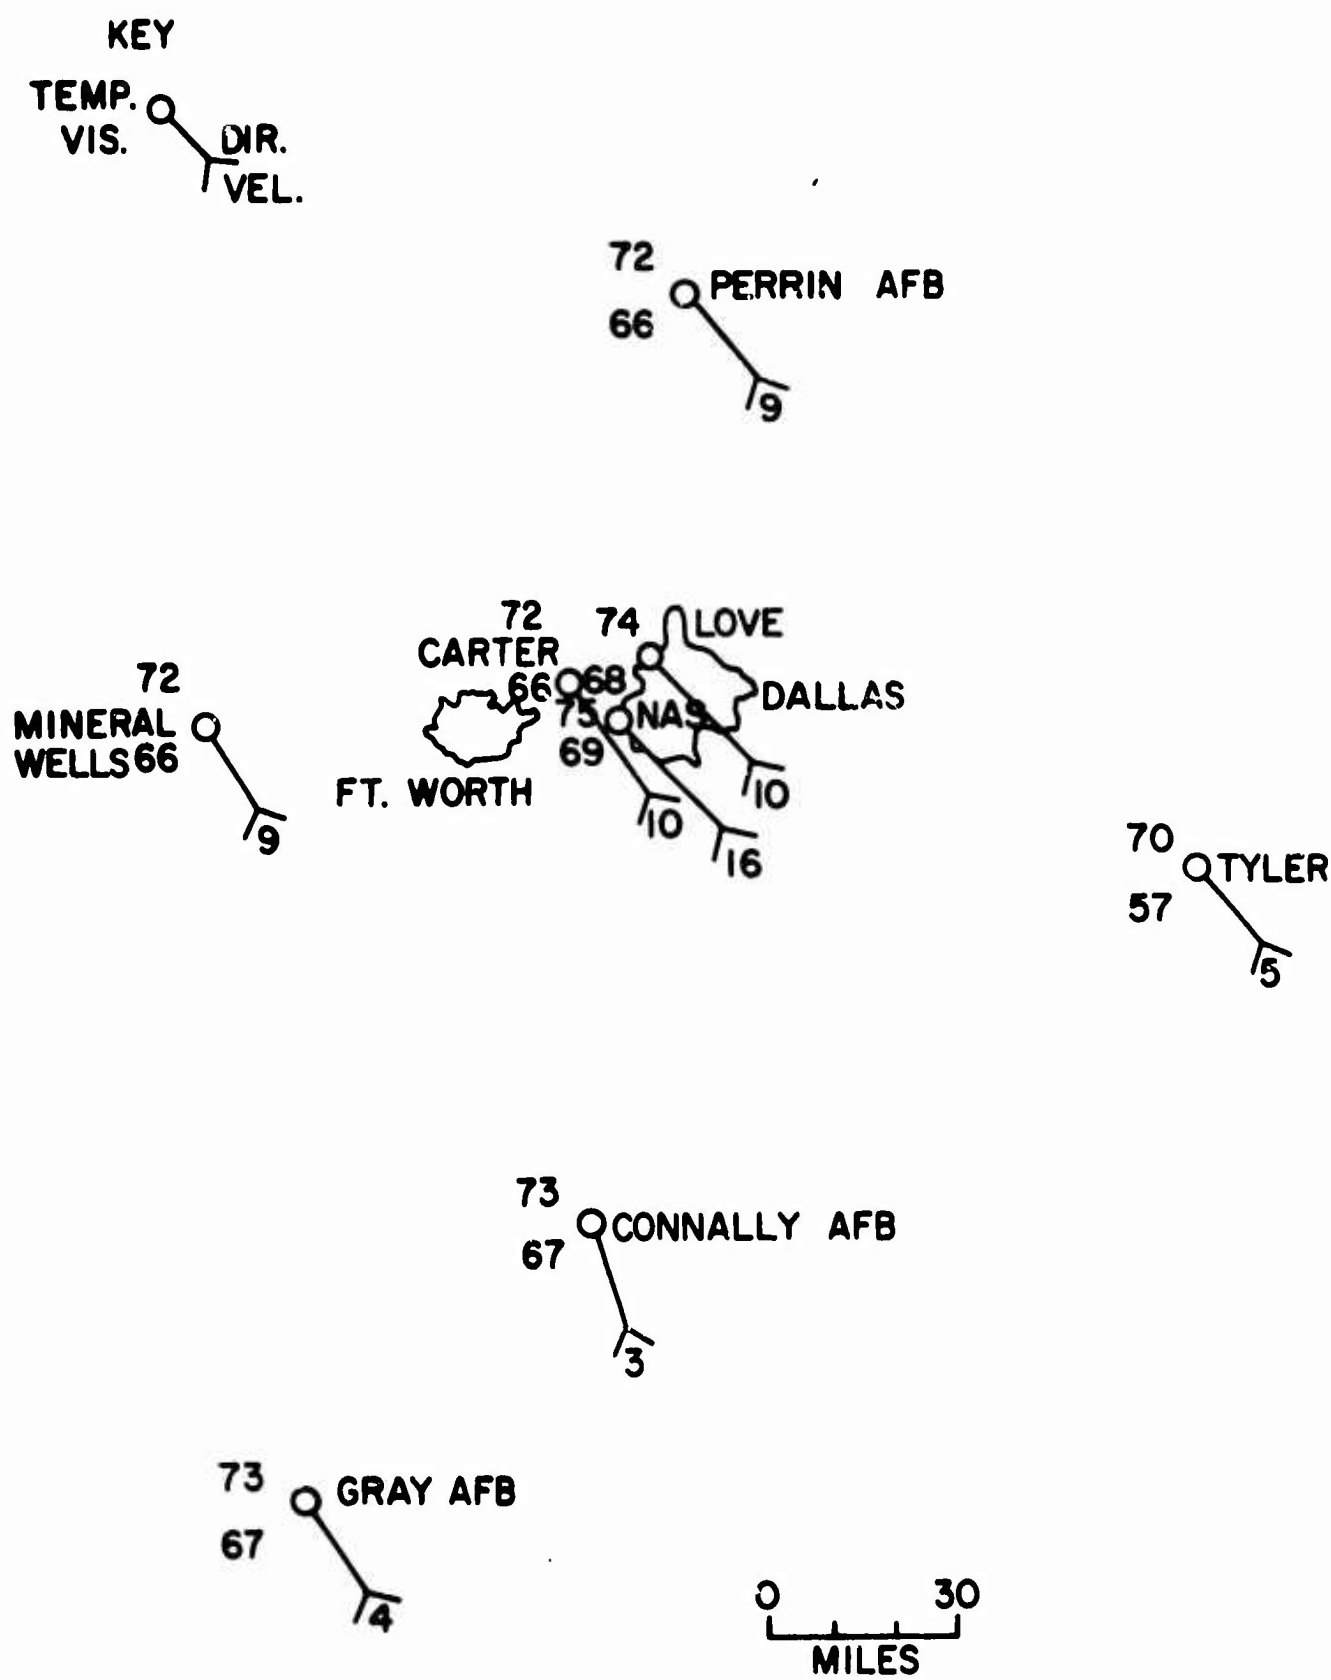 KEY
TEMP.
VIS.
DIR.
VEL.
72
PERRIN AFB
66
9
72
CARTER
66
10
74
LOVE
68
10
DALLAS
75
NAS
69
16
72
MINERAL
WELLS 66
9
FT. WORTH
70
TYLER
57
5
73
CONNALLY AFB
67
3
73
GRAY AFB
67
4
0 30
MILES